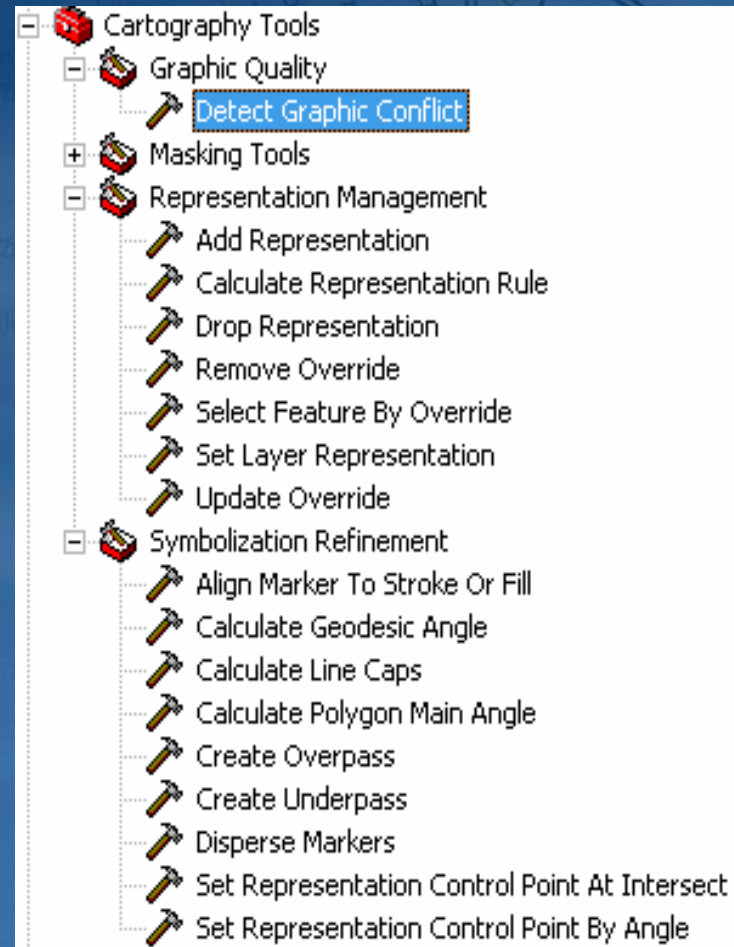 Cartography Tools
Graphic Quality
Detect Graphic Conflict
Masking Tools
Representation Management
Add Representation
Calculate Representation Rule
Drop Representation
Remove Override
Select Feature By Override
Set Layer Representation
Update Override
Symbolization Refinement
Align Marker To Stroke Or Fill
Calculate Geodesic Angle
Calculate Line Caps
Calculate Polygon Main Angle
Create Overpass
Create Underpass
Disperse Markers
Set Representation Control Point At Intersect
Set Representation Control Point By Angle